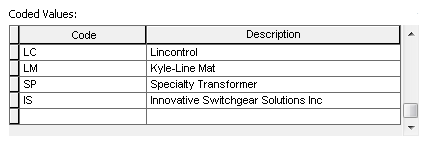 Coded Values:
Code Description
LC Lincontrol
LM Kyle-Line Mat
SP Specialty Transformer
IS Innovative Switchgear Solutions Inc